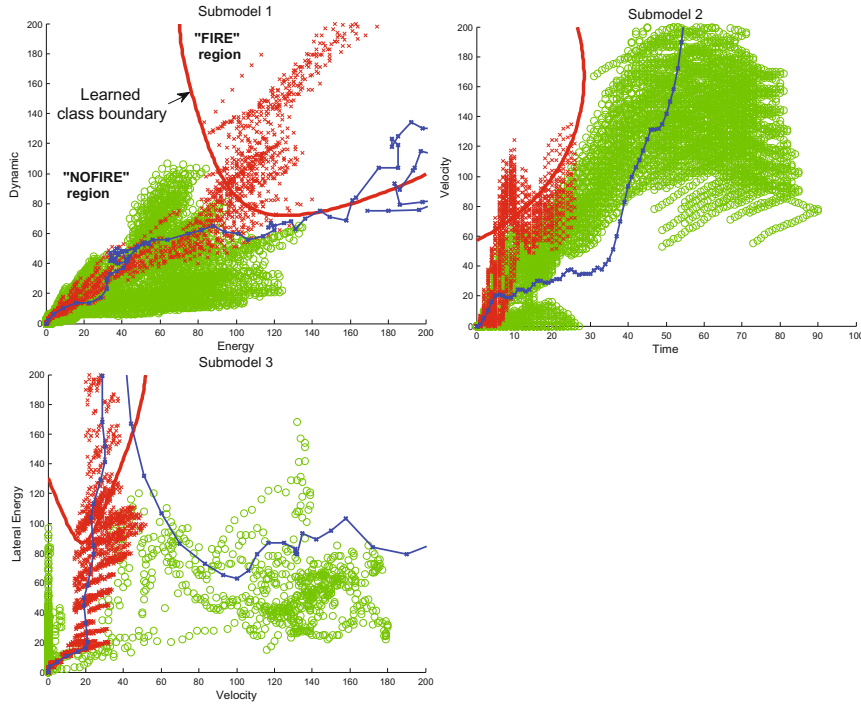 Submodel 1
200
180
160
140
120
100
80
60
40
20
0
Dynamic
"FIRE"
region
Learned
class boundary
"NOFIRE"
region
0 20 40 60 80 100 120 140 160 180 200
Energy
Submodel 2
200
180
160
140
120
100
80
60
40
20
0
Velocity
0 10 20 30 40 50 60 70 80 90 100
Time
Submodel 3
200
180
160
140
120
100
80
60
40
20
0
Lateral Energy
0 20 40 60 80 100 120 140 160 180 200
Velocity